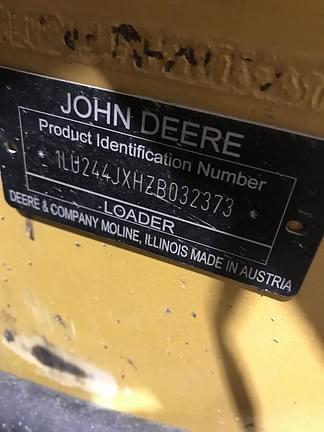 JOHN DEERE
Product Identification Number
* 1LU244JXHZB032373 *
LOADER
DEERE & COMPANY MOLINE, ILLINOIS MADE IN AUSTRIA